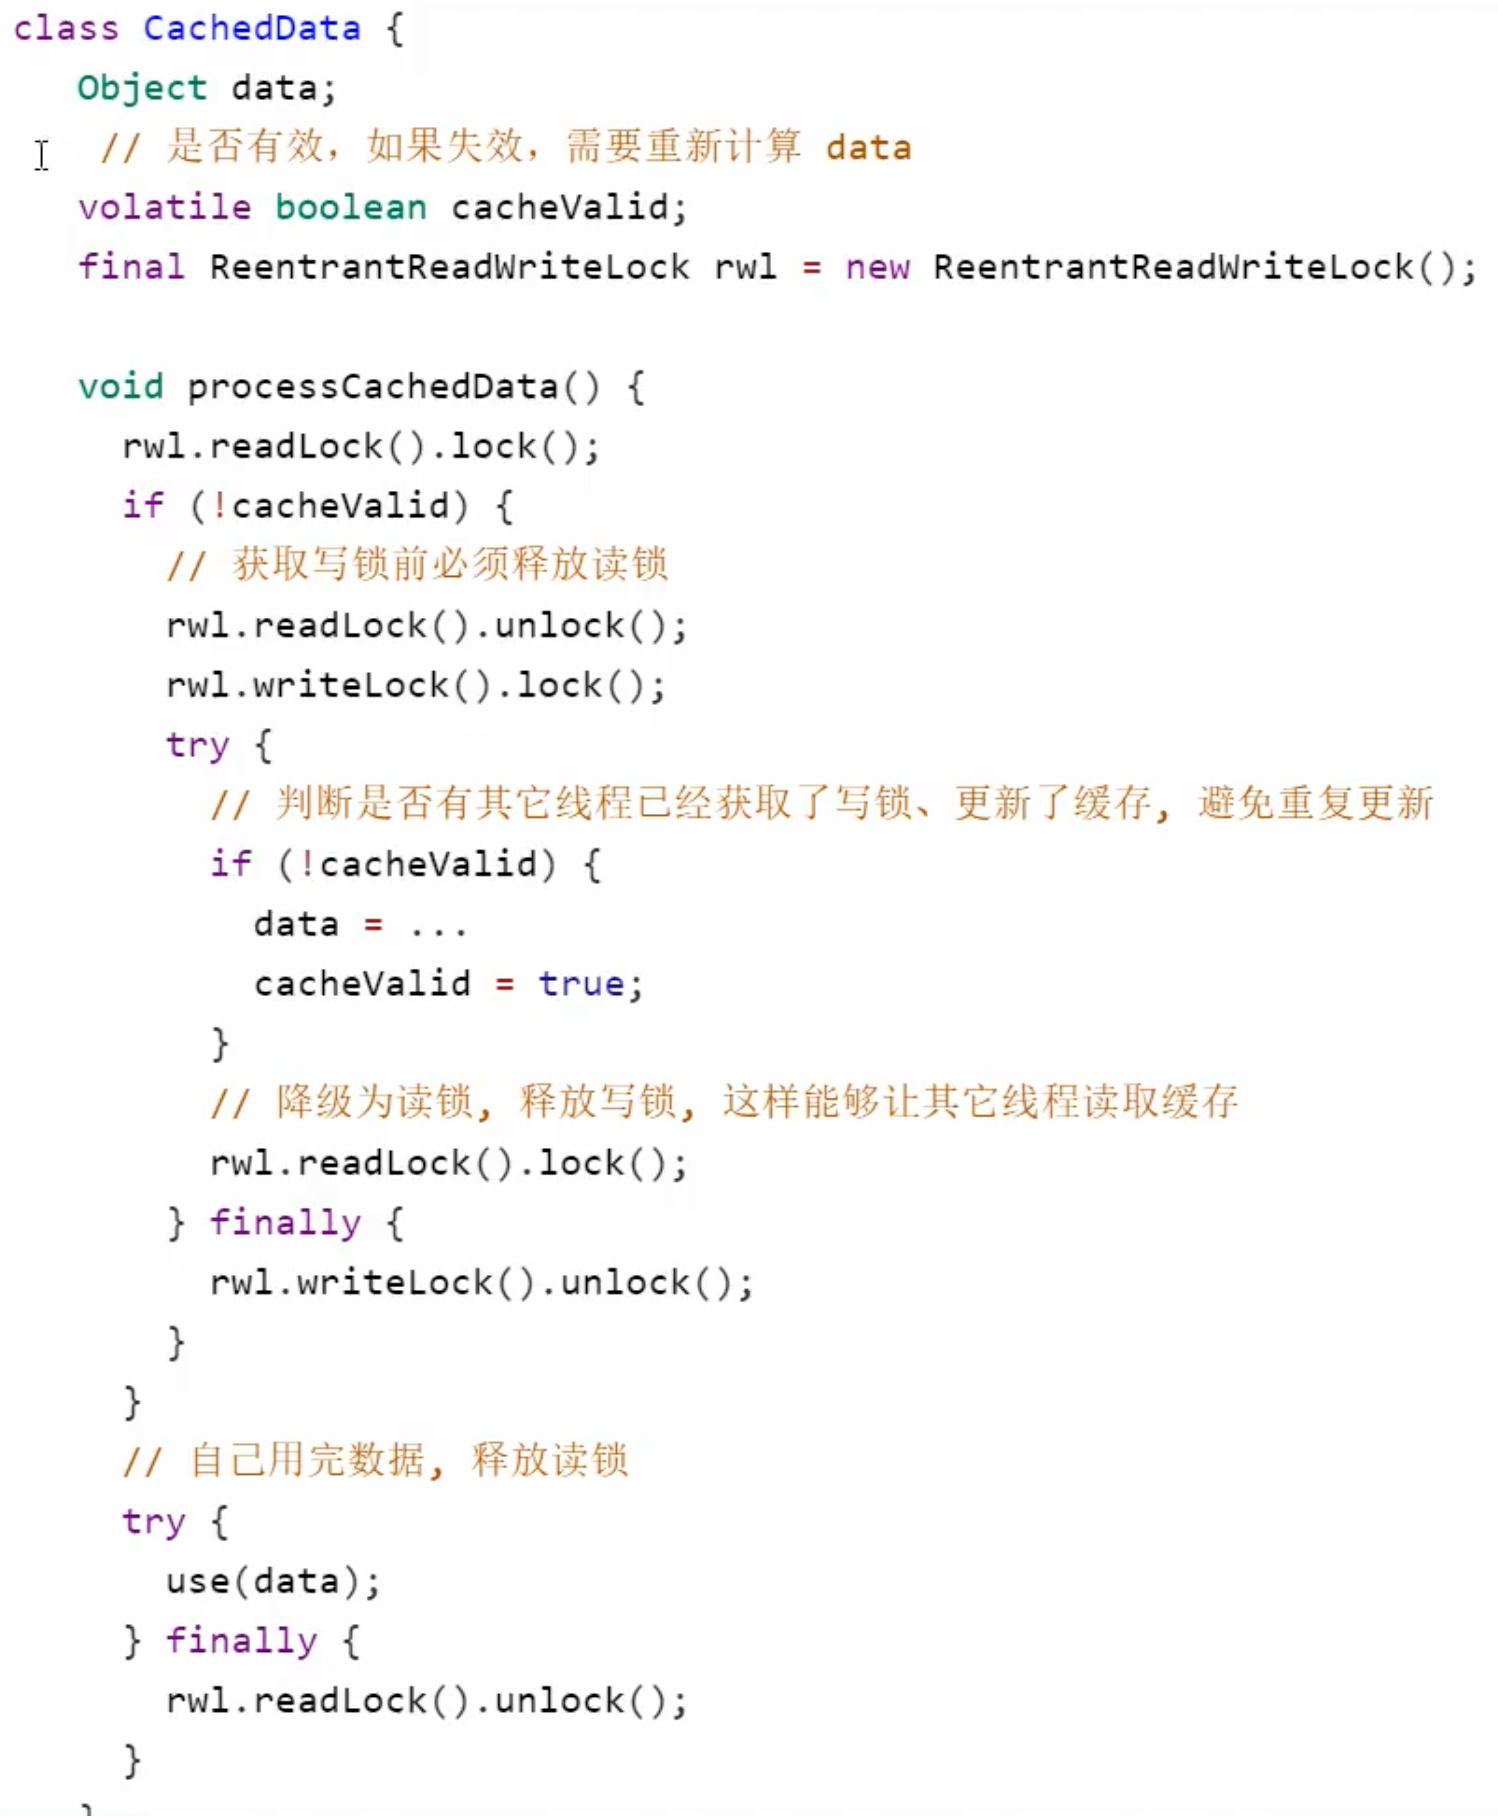 class CachedData {
Object data;
// 是否有效，如果失效，需要重新计算 data
volatile boolean cacheValid;
final ReentrantReadWriteLock rwl = new ReentrantReadWriteLock();
void processCachedData() {
rwl.readLock().lock();
if (!cacheValid) {
// 获取写锁前必须释放读锁
rwl.readLock().unlock();
rwl.writeLock().lock();
try {
// 判断是否有其它线程已经获取了写锁、更新了缓存, 避免重复更新
if (!cacheValid) {
data = ...
cacheValid = true;
}
// 降级为读锁, 释放写锁, 这样能够让其它线程读取缓存
rwl.readLock().lock();
} finally {
rwl.writeLock().unlock();
}
}
// 自己用完数据, 释放读锁
try {
use(data);
} finally {
rwl.readLock().unlock();
}
}